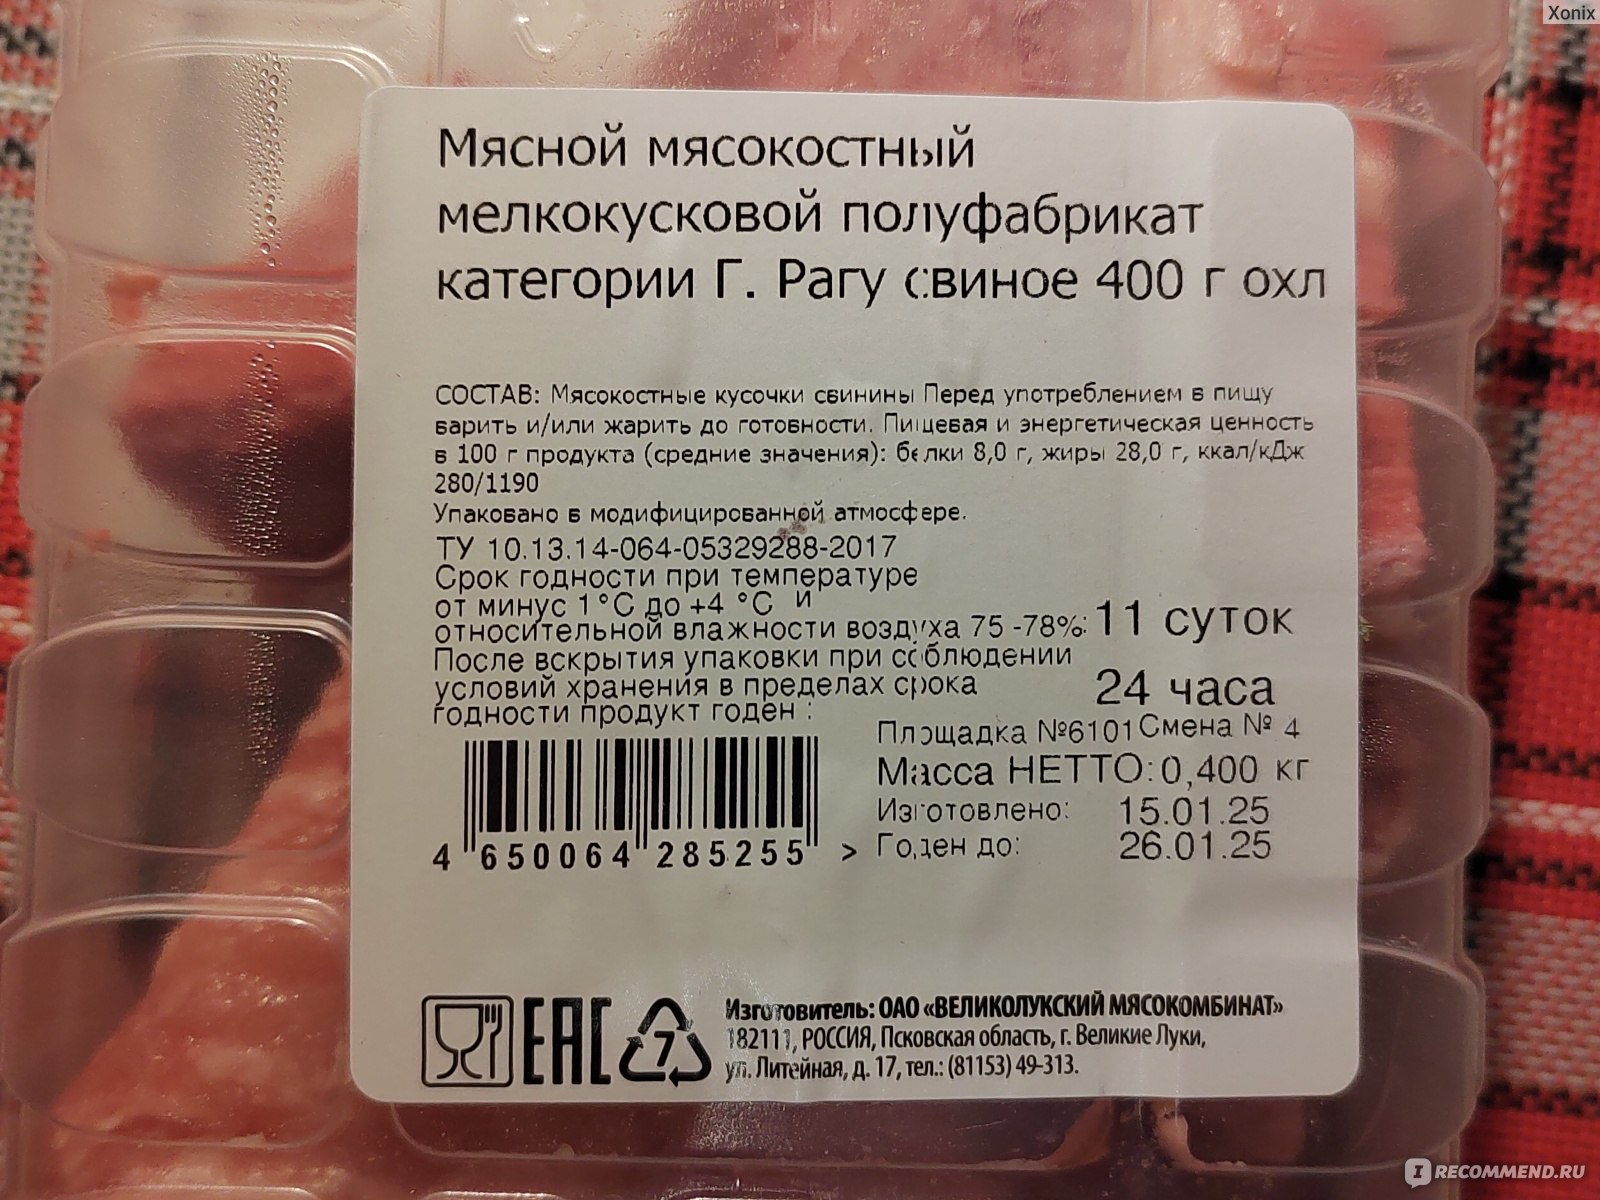 Xonix
Мясной мясокостный
мелкокусковой полуфабрикат
категории Г. Рагу свиное 400 г охл
СОСТАВ: Мясокостные кусочки свинины Перед употреблением в пищу
варить и/или жарить до готовности. Пищевая и энергетическая ценность
в 100 г продукта (средние значения): белки 8,0 г, жиры 28,0 г, ккал/кДж
280/1190
Упаковано в модифицированной атмосфере.
ТУ 10.13.14-064-05329288-2017
Срок годности при температуре
от минус 1°С до +4 °С и
относительной влажности воздуха 75 -78%: 11 суток
После вскрытия упаковки при соблюдении
условий хранения в пределах срока
годности продукт годен : 24 часа
Площадка №6101 Смена № 4
Масса НЕТТО: 0,400 кг
Изготовлено: 15.01.25
Годен до: 26.01.25
4 650064 285255 >
EAC
7
Изготовитель: ОАО «ВЕЛИКОЛУКСКИЙ МЯСОКОМБИНАТ»
182111, РОССИЯ, Псковская область, г. Великие Луки,
ул. Литейная, д. 17, тел.: (81153) 49-313.
IRECOMMEND.RU